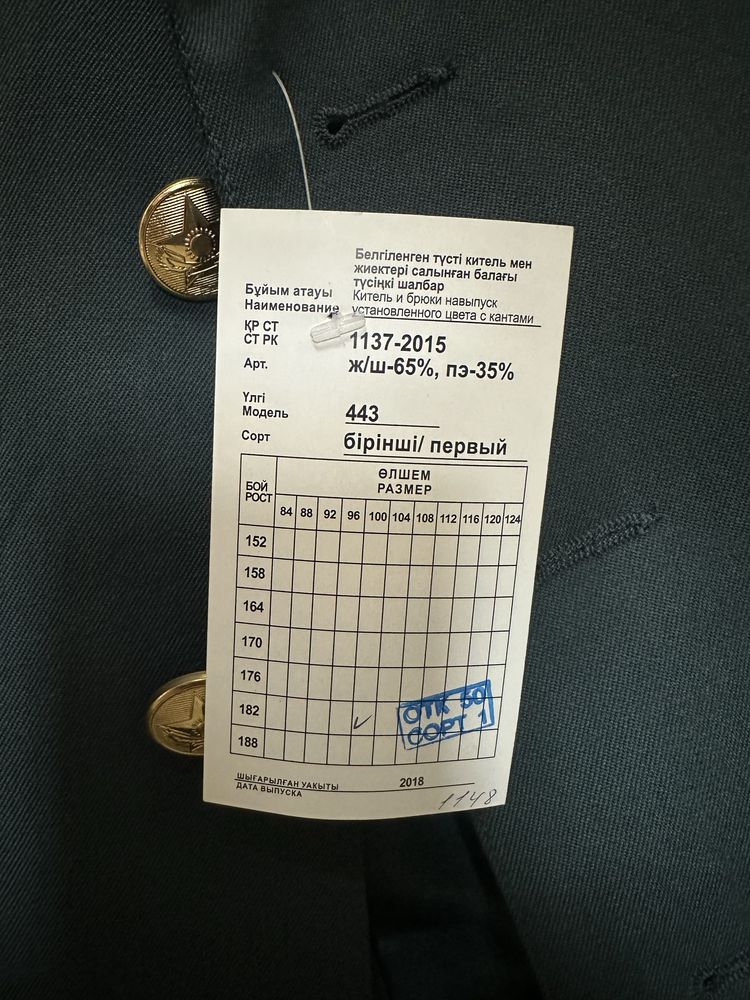 Белгіленген түсті китель мен
жиектері салынған балағы
түсіңкі шалбар
Бұйым атауы
Китель и брюки навыпуск
Наименование установленного цвета с кантами
ҚР СТ
СТ РК 1137-2015
Арт. ж/ш-65%, пэ-35%
Үлгі
Модель 443
Сорт бірінші/ первый
БОЙ
РОСТ
ӨЛШЕМ
РАЗМЕР
84 88 92 96 100 104 108 112 116 120 124
152
158
164
170
176
182
188
ОТК 50
СОРТ 1
ШЫҒАРЫЛҒАН УАҚЫТЫ 2018
ДАТА ВЫПУСКА
1148